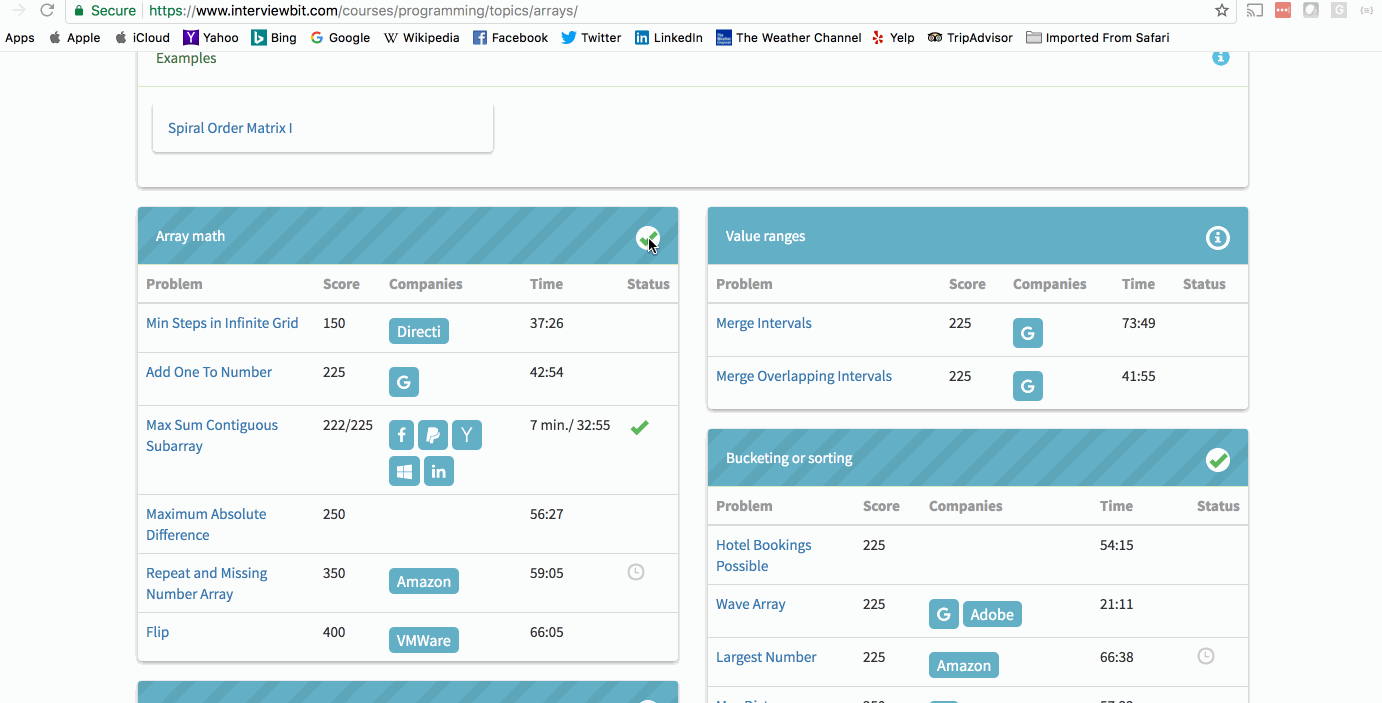 Secure https://www.interviewbit.com/courses/programming/topics/arrays/
Apps Apple iCloud Yahoo Bing Google Wikipedia Facebook Twitter LinkedIn The Weather Channel Yelp TripAdvisor Imported From Safari
Examples
Spiral Order Matrix I
Array math
Problem Score Companies Time Status
Min Steps in Infinite Grid 150 Directi 37:26
Add One To Number 225 G 42:54
Max Sum Contiguous 222/225 7 min./ 32:55
Subarray
in
Maximum Absolute 250 56:27
Difference
Repeat and Missing 350 Amazon 59:05
Number Array
Flip 400 VMWare 66:05
Value ranges
Problem Score Companies Time Status
Merge Intervals 225 G 73:49
Merge Overlapping Intervals 225 G 41:55
Bucketing or sorting
Problem Score Companies Time Status
Hotel Bookings 225 54:15
Possible
Wave Array 225 G Adobe 21:11
Largest Number 225 Amazon 66:38